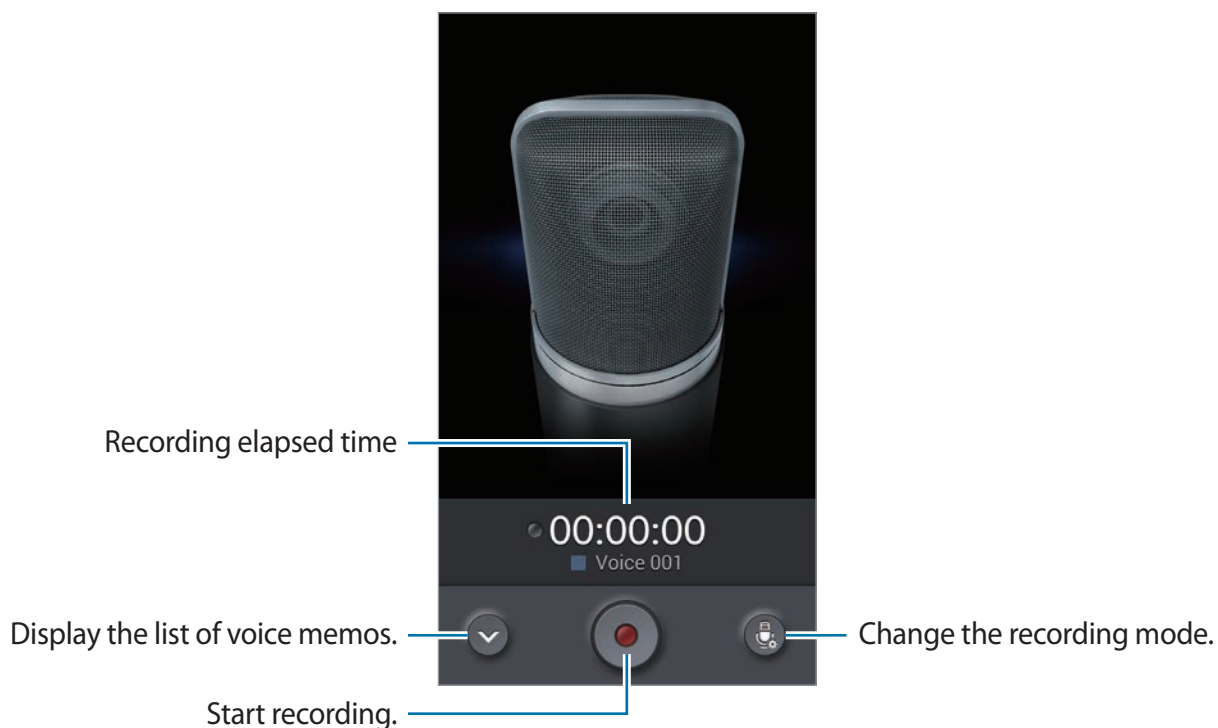 Recording elapsed time
00:00:00
Voice 001
Display the list of voice memos.
Change the recording mode.
Start recording.